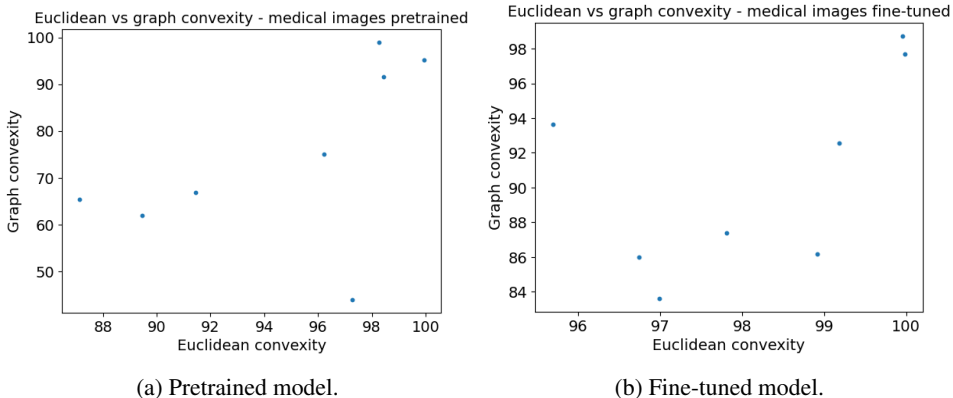 Euclidean vs graph convexity - medical images pretrained
100
90
80
70
60
50
Graph convexity
88 90 92 94 96 98 100
Euclidean convexity
(a) Pretrained model.
Euclidean vs graph convexity - medical images fine-tuned
98
96
94
92
90
88
86
84
Graph convexity
96 97 98 99 100
Euclidean convexity
(b) Fine-tuned model.